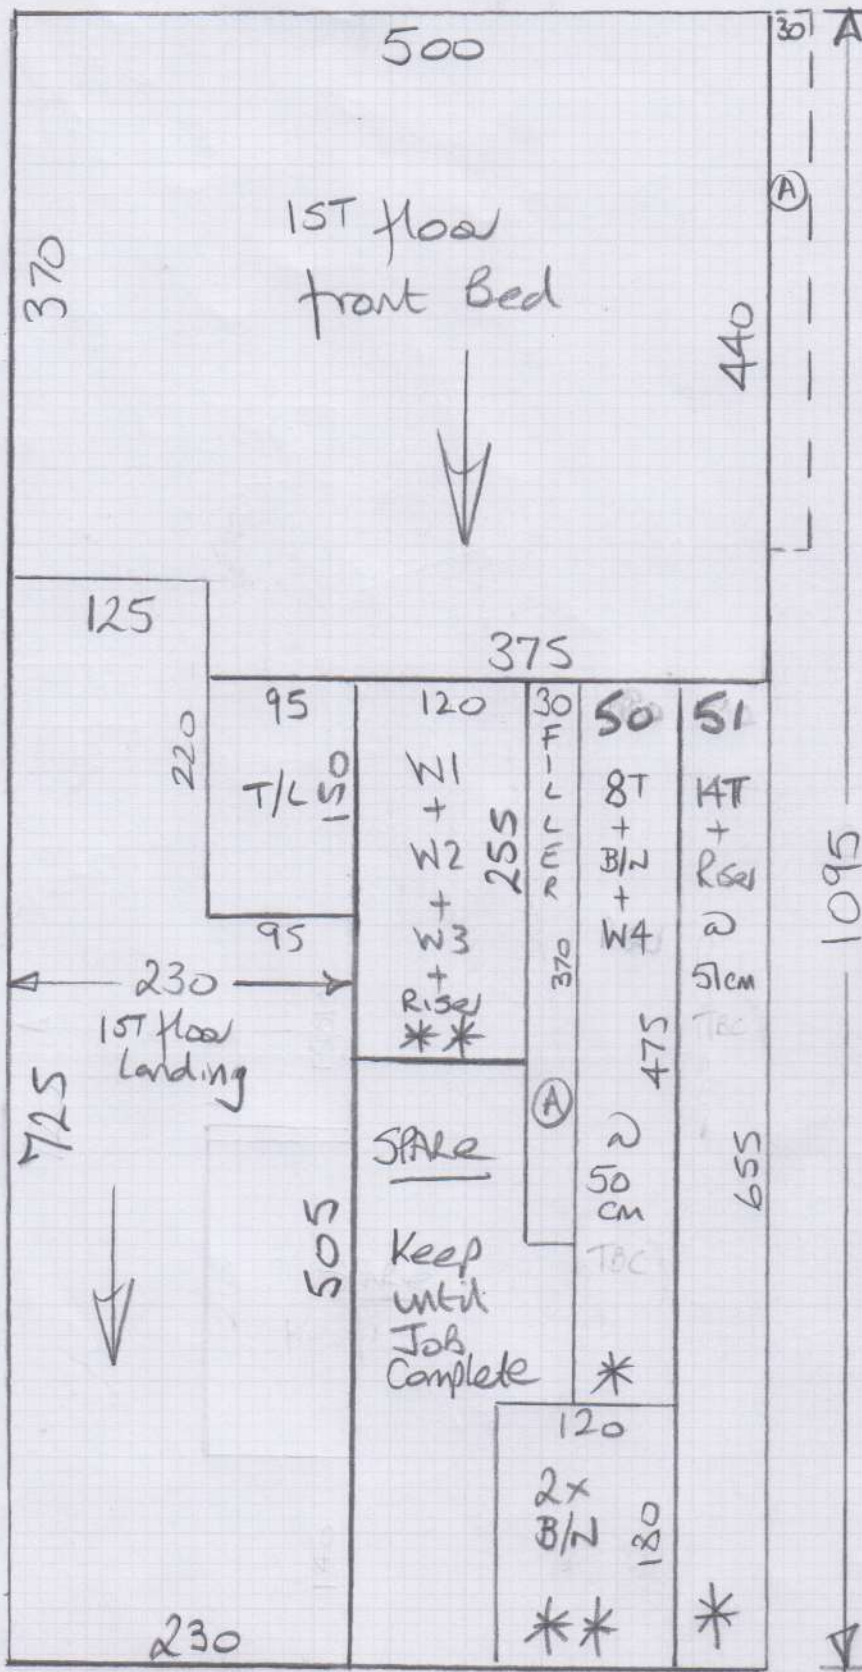 500
30
A
1ST floor
front Bed
370
440
125
375
220
95
T/L
150
95
120
W1
+
W2
+
W3
+
Riser
**
255
30
FILLER
370
A
50
8T
+
B/N
+
W4
475
@
50
cm
TBC
*
51
14T
+
Riser
@
51cm
TBC
655
*
1095
230
1ST floor
Landing
725
505
SPARe
Keep
until
Job
Complete
120
2x
B/N
180
**
230